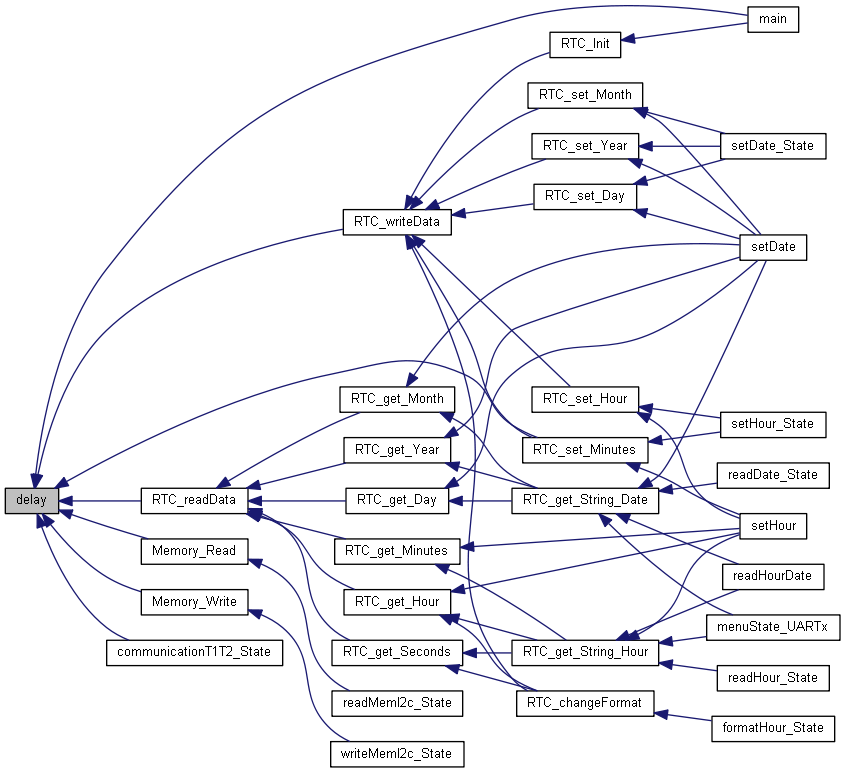 main
RTC_Init
RTC_set_Month
RTC_set_Year
setDate_State
RTC_set_Day
RTC_writeData
setDate
RTC_get_Month
RTC_set_Hour
setHour_State
RTC_get_Year
RTC_set_Minutes
readDate_State
delay
RTC_readData
RTC_get_Day
RTC_get_String_Date
setHour
Memory_Read
RTC_get_Minutes
readHourDate
Memory_Write
RTC_get_Hour
menuState_UARTx
communicationT1T2_State
RTC_get_Seconds
RTC_get_String_Hour
readHour_State
readMemI2c_State
RTC_changeFormat
formatHour_State
writeMemI2c_State